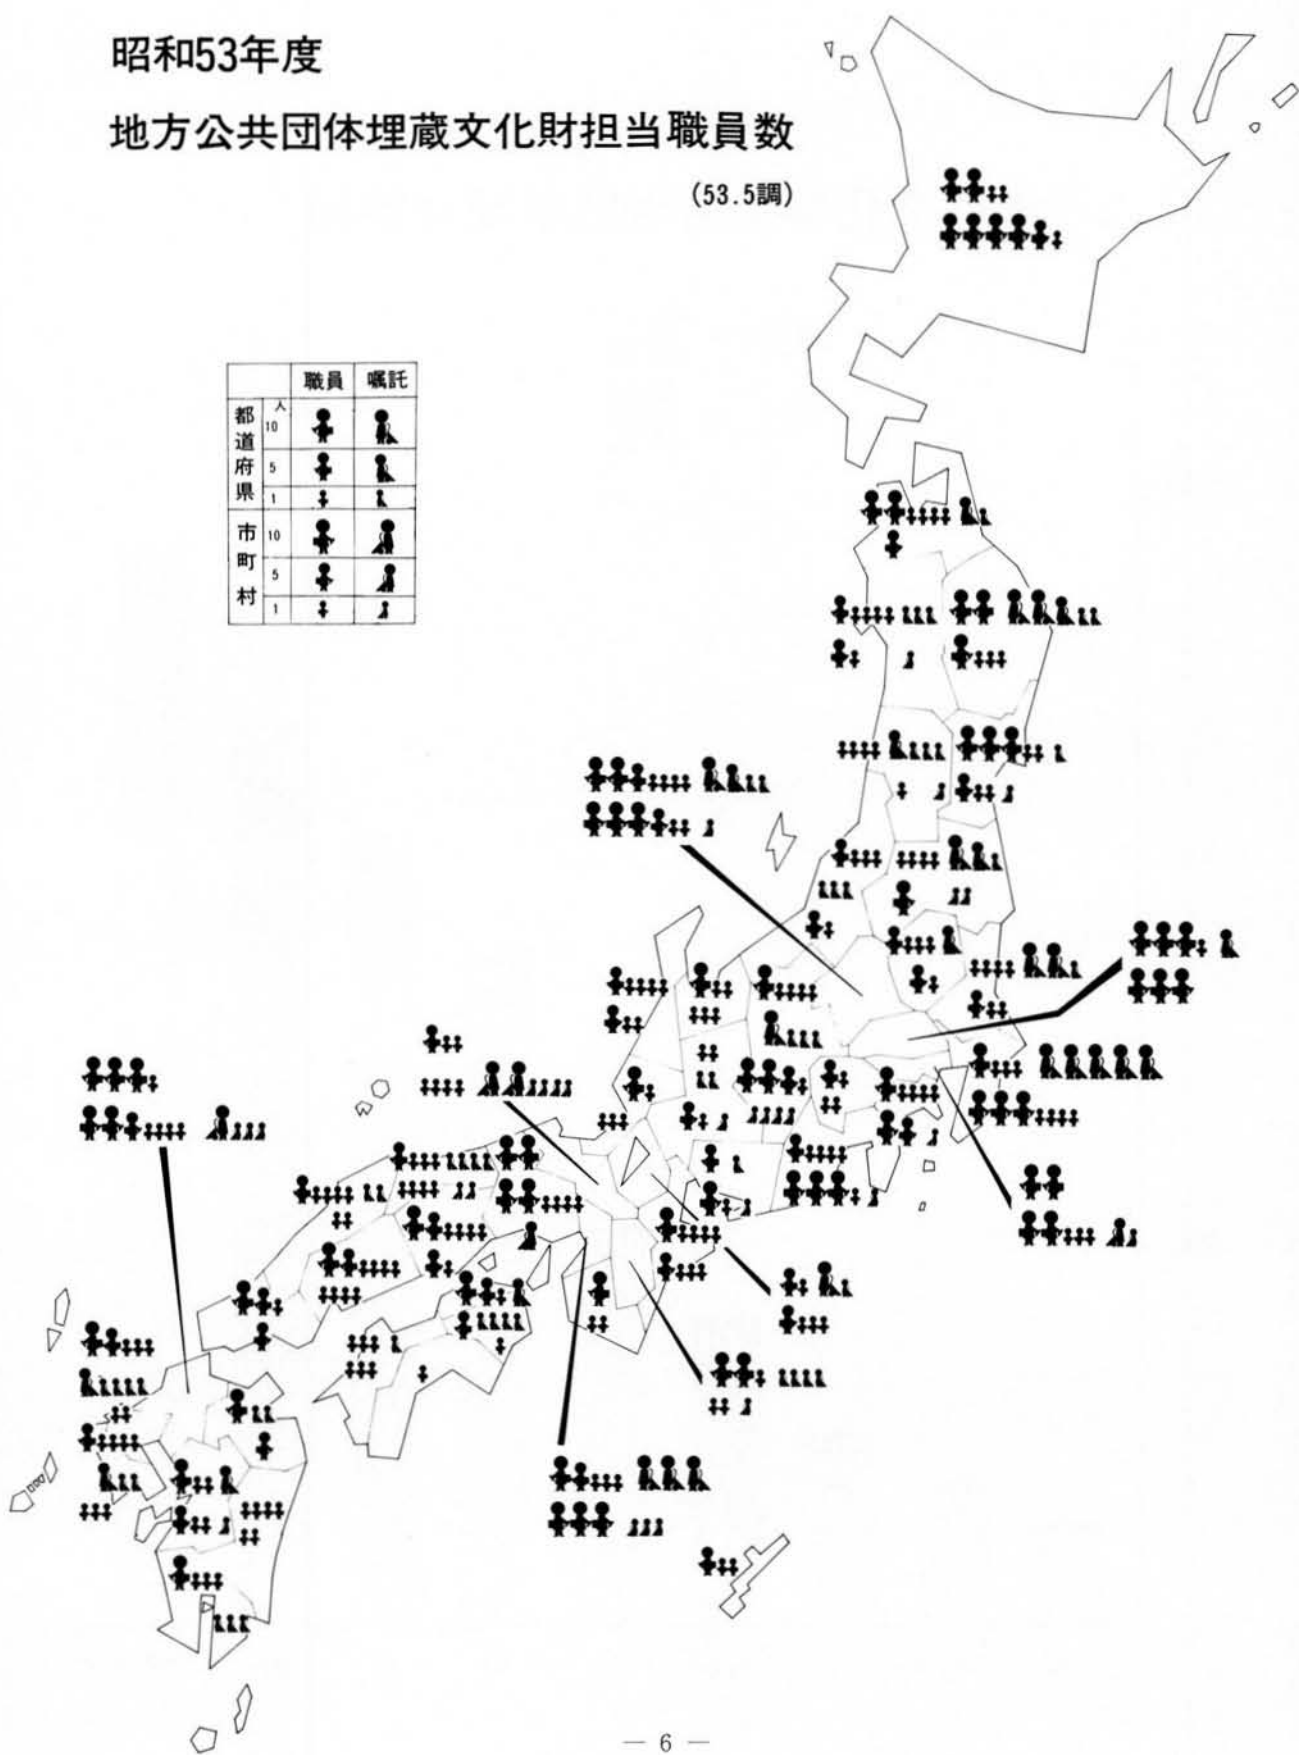 昭和53年度
地方公共団体埋蔵文化財担当職員数
(53.5調)
職員 嘱託
都道府県
人
10
5
1
市町村
10
5
1
— 6 —